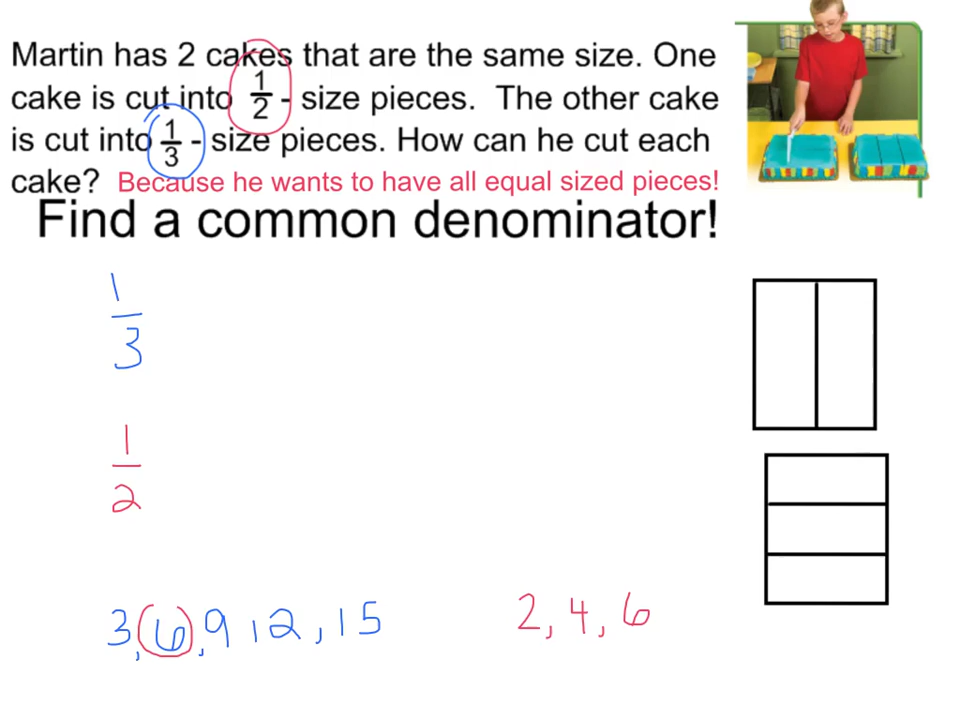 Martin has 2 cakes that are the same size. One
cake is cut into 1/2 - size pieces. The other cake
is cut into 1/3 - size pieces. How can he cut each
cake? Because he wants to have all equal sized pieces!
Find a common denominator!
1/3
1/2
3, 6, 9 12, 15 2, 4, 6